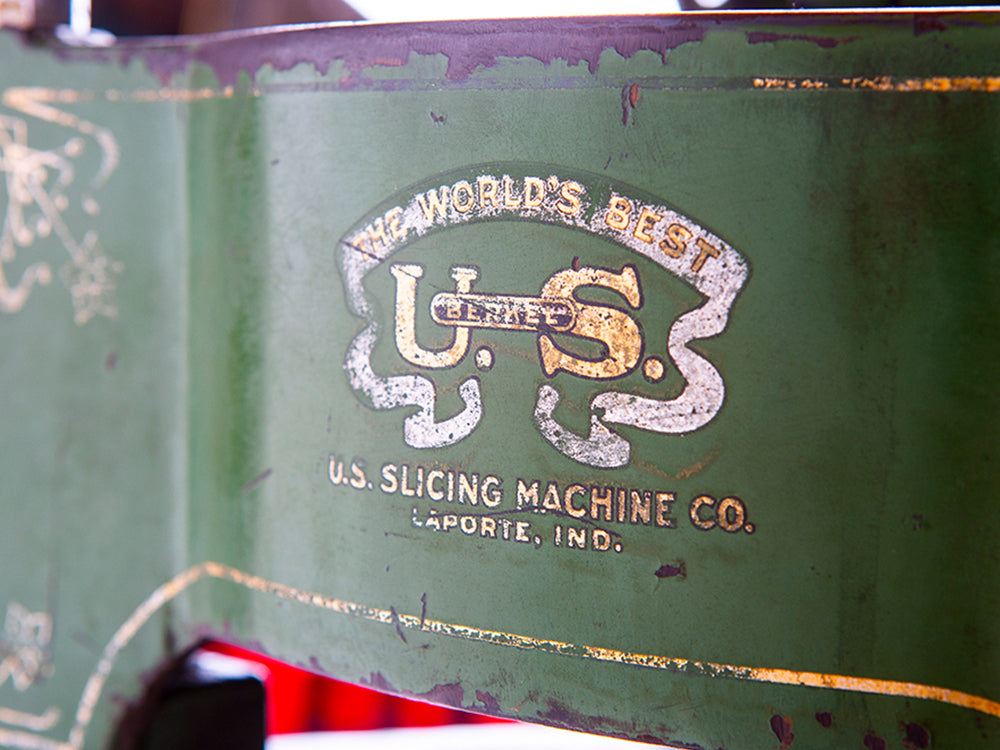 THE WORLD'S BEST
U.S.
BERKEL
U.S. SLICING MACHINE CO.
LAPORTE, IND.